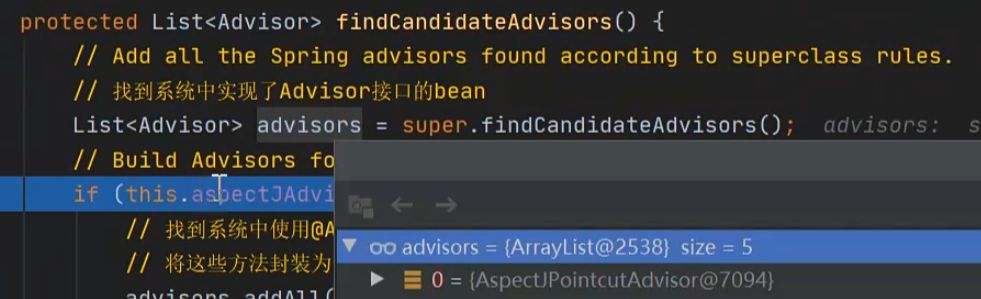 protected List<Advisor> findCandidateAdvisors() {
// Add all the Spring advisors found according to superclass rules.
// 找到系统中实现了Advisor接口的bean
List<Advisor> advisors = super.findCandidateAdvisors(); advisors: s
// Build Advisors fo
if (this.aspectJAdvi
// 找到系统中使用@A
// 将这些方法封装为
advisors.addAll(
advisors = {ArrayList@2538} size = 5
0 = {AspectJPointcutAdvisor@7094}